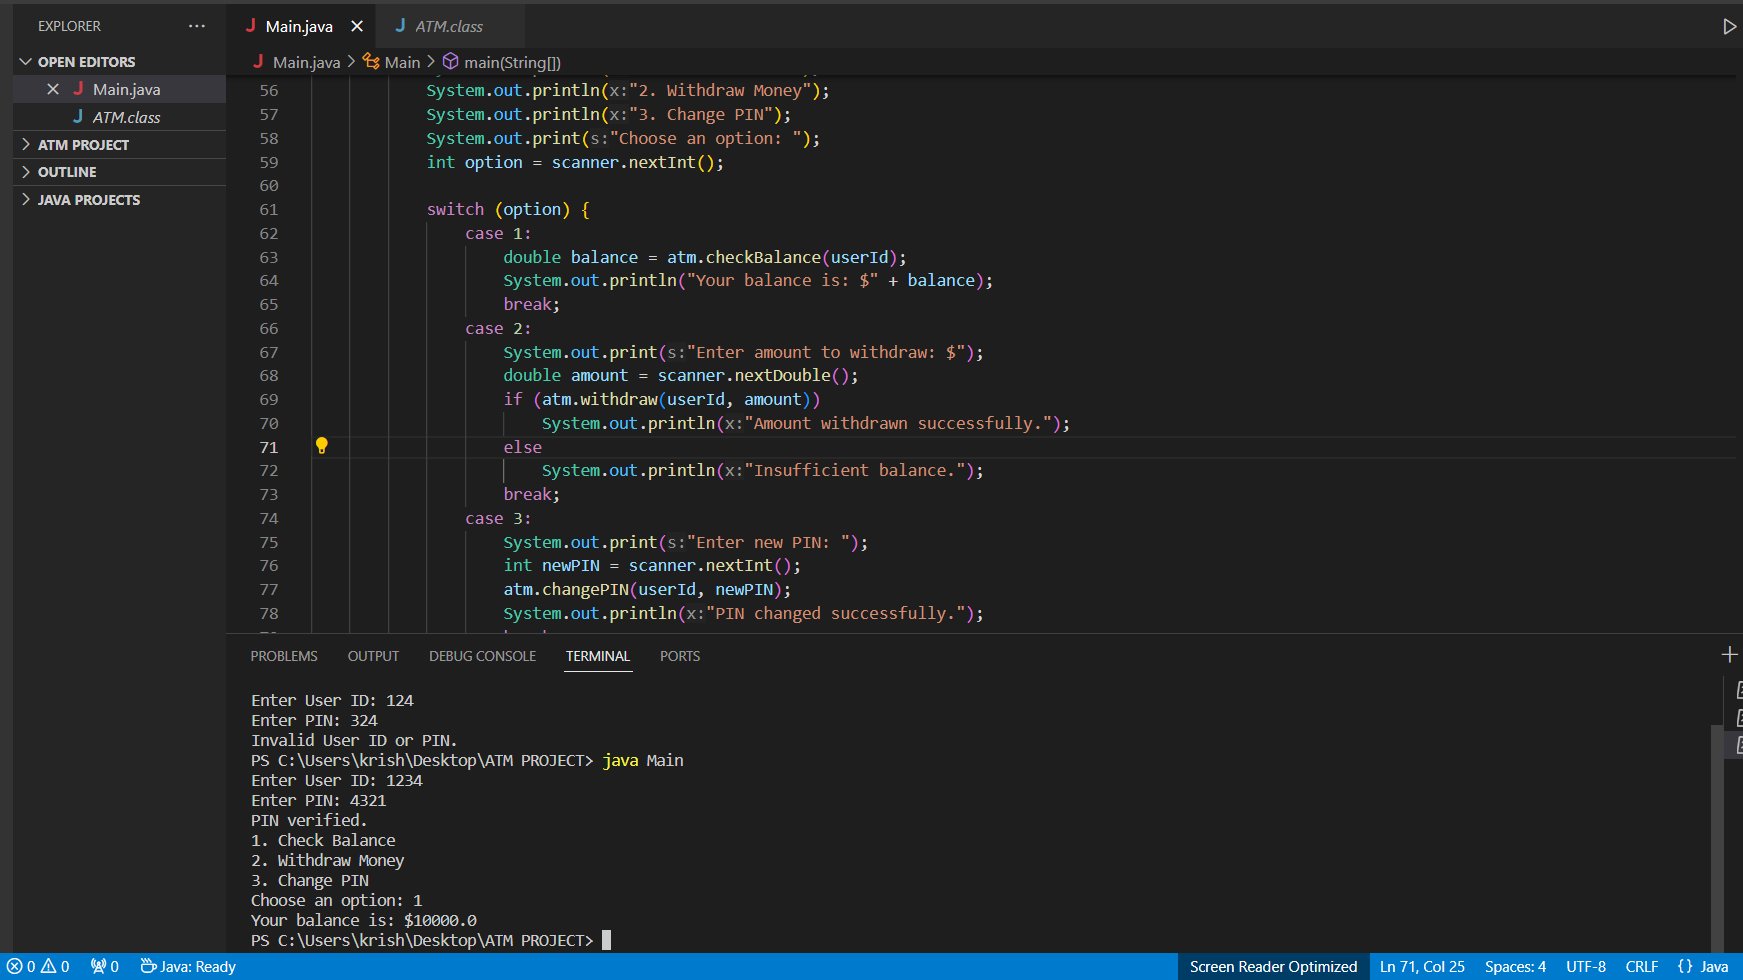 EXPLORER ...
OPEN EDITORS
Main.java
ATM.class
ATM PROJECT
OUTLINE
JAVA PROJECTS
Main.java ATM.class
Main.java > Main > main(String[])
56 System.out.println(x:"2. Withdraw Money");
57 System.out.println(x:"3. Change PIN");
58 System.out.print(s:"Choose an option: ");
59 int option = scanner.nextInt();
60
61 switch (option) {
62 case 1:
63 double balance = atm.checkBalance(userId);
64 System.out.println("Your balance is: $" + balance);
65 break;
66 case 2:
67 System.out.print(s:"Enter amount to withdraw: $");
68 double amount = scanner.nextDouble();
69 if (atm.withdraw(userId, amount))
70 System.out.println(x:"Amount withdrawn successfully.");
71 else
72 System.out.println(x:"Insufficient balance.");
73 break;
74 case 3:
75 System.out.print(s:"Enter new PIN: ");
76 int newPIN = scanner.nextInt();
77 atm.changePIN(userId, newPIN);
78 System.out.println(x:"PIN changed successfully.");
PROBLEMS OUTPUT DEBUG CONSOLE TERMINAL PORTS
Enter User ID: 124
Enter PIN: 324
Invalid User ID or PIN.
PS C:\Users\krish\Desktop\ATM PROJECT> java Main
Enter User ID: 1234
Enter PIN: 4321
PIN verified.
1. Check Balance
2. Withdraw Money
3. Change PIN
Choose an option: 1
Your balance is: $10000.0
PS C:\Users\krish\Desktop\ATM PROJECT>
0 0 0 Java: Ready Screen Reader Optimized Ln 71, Col 25 Spaces: 4 UTF-8 CRLF {} Java